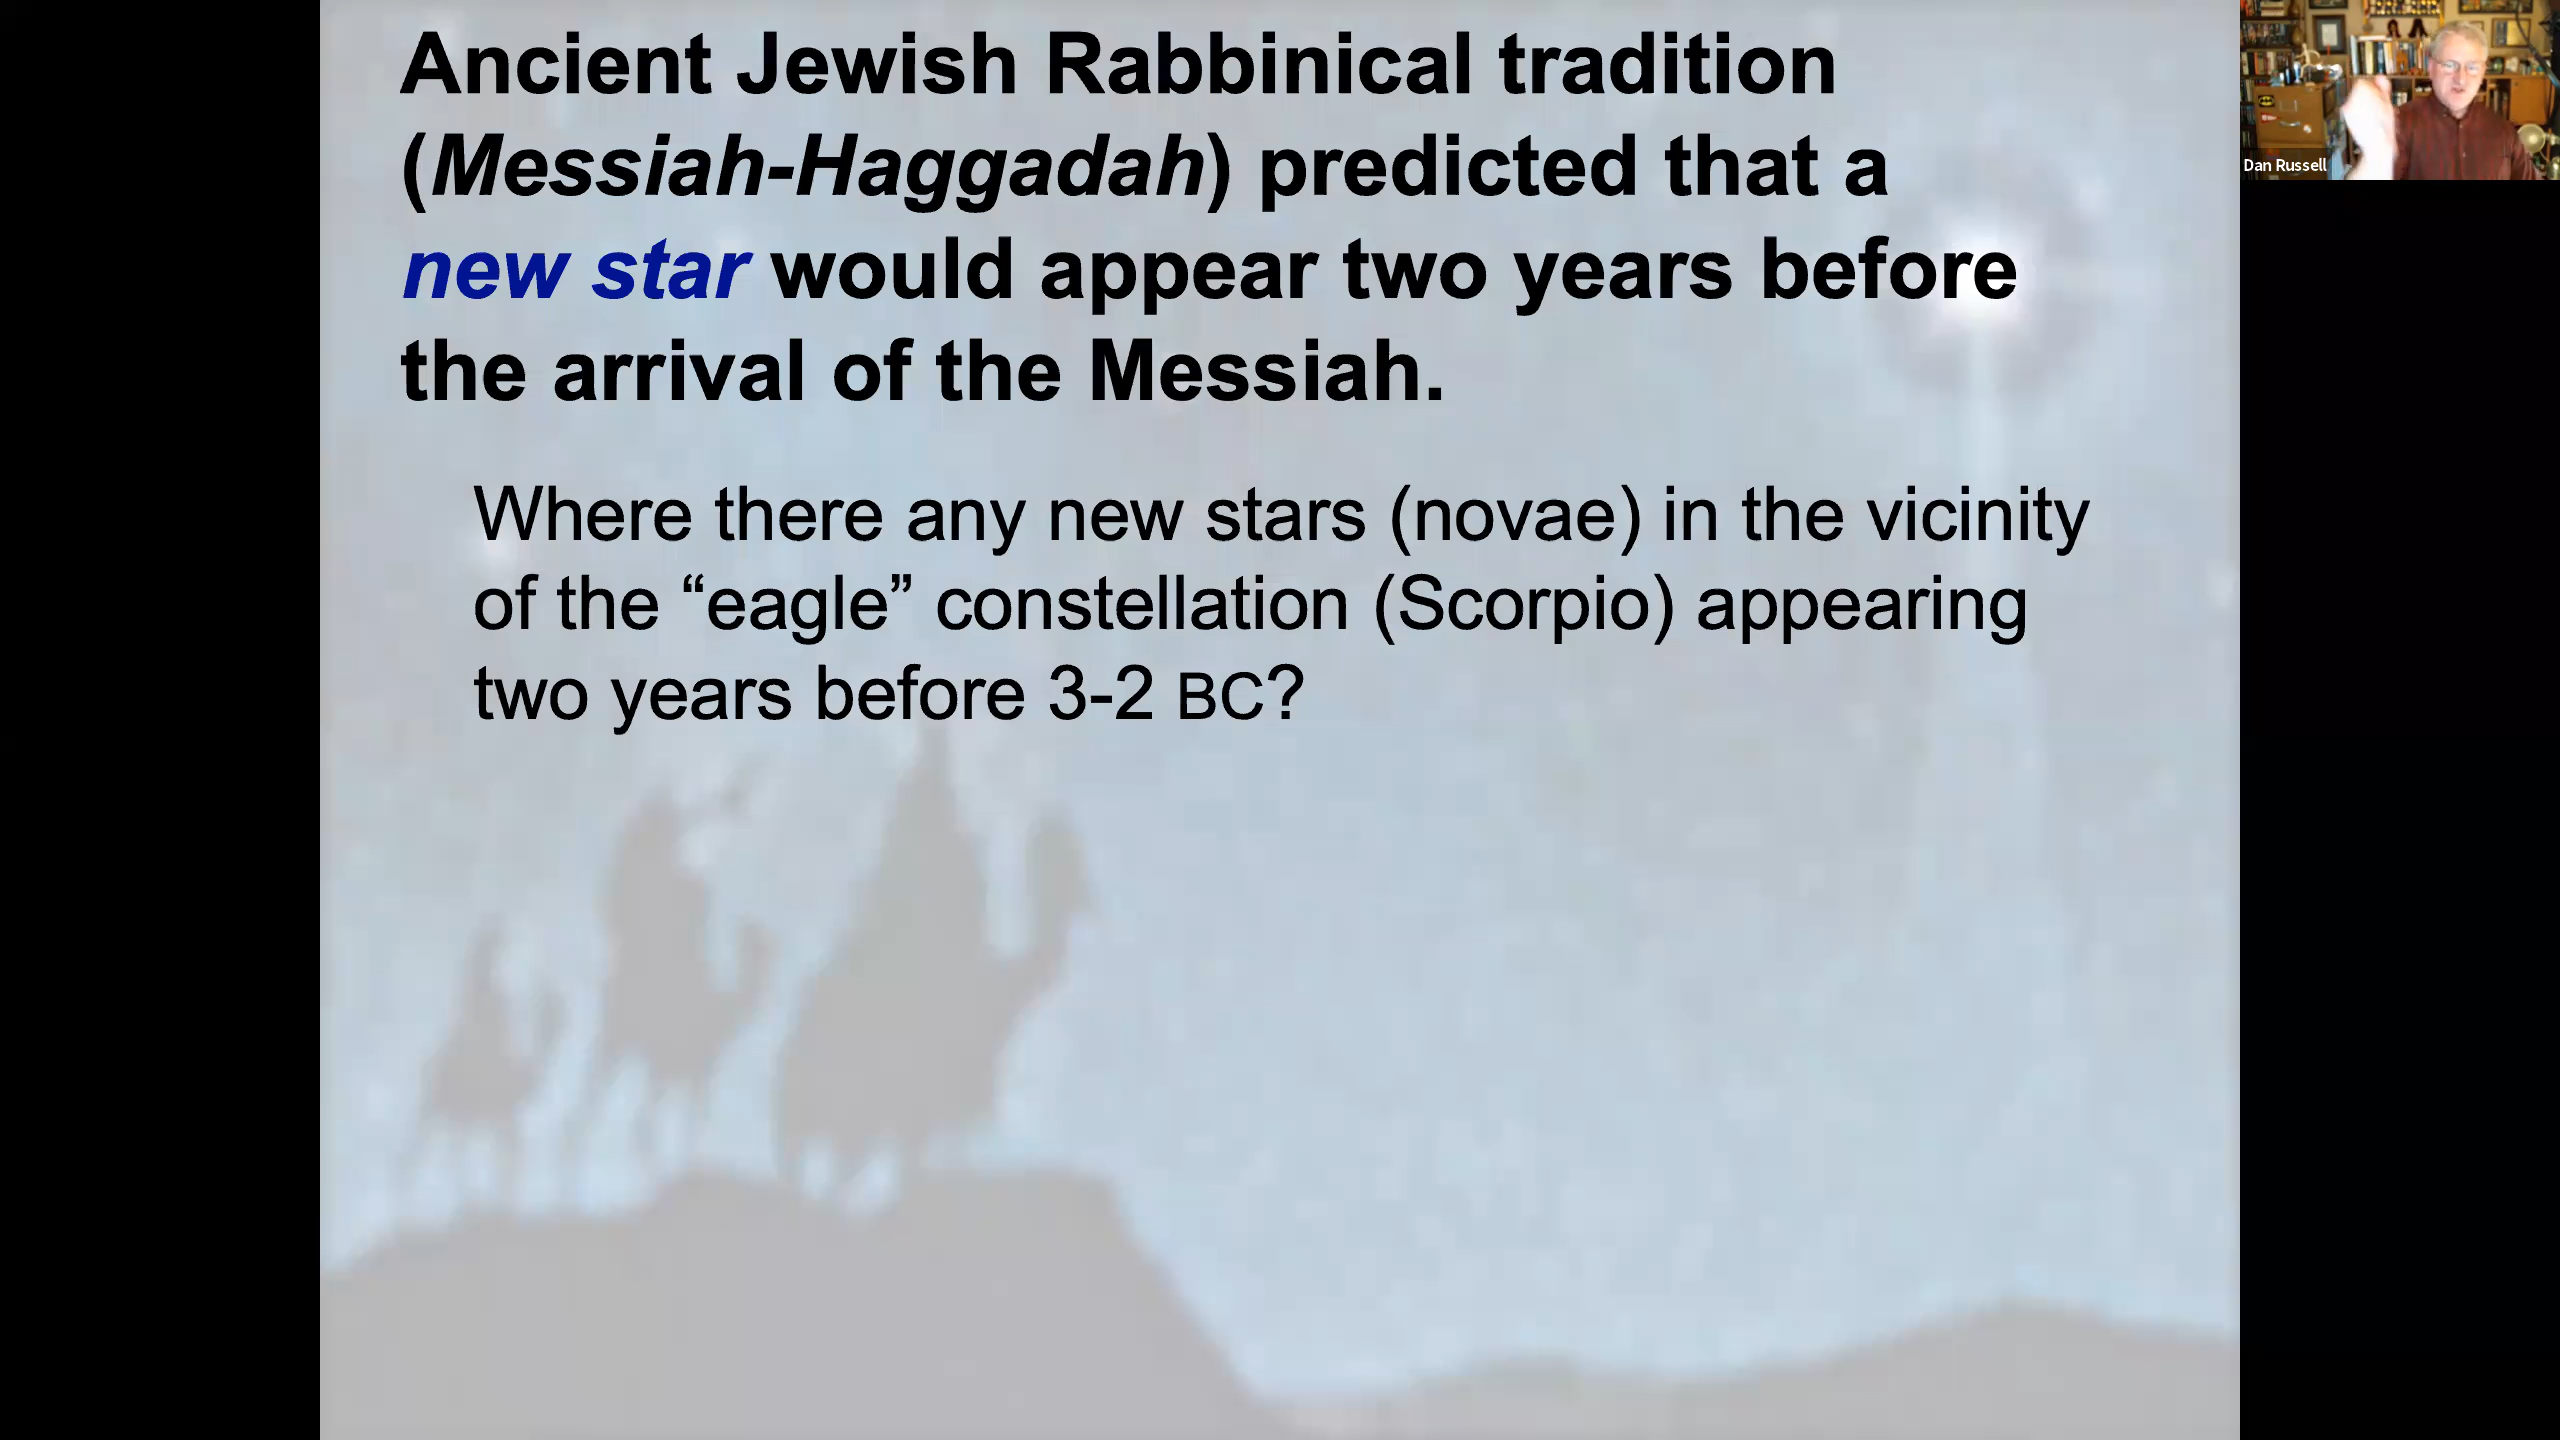 Ancient Jewish Rabbinical tradition
(Messiah-Haggadah) predicted that a
new star would appear two years before
the arrival of the Messiah.
Where there any new stars (novae) in the vicinity
of the “eagle” constellation (Scorpio) appearing
two years before 3-2 BC?
Dan Russell